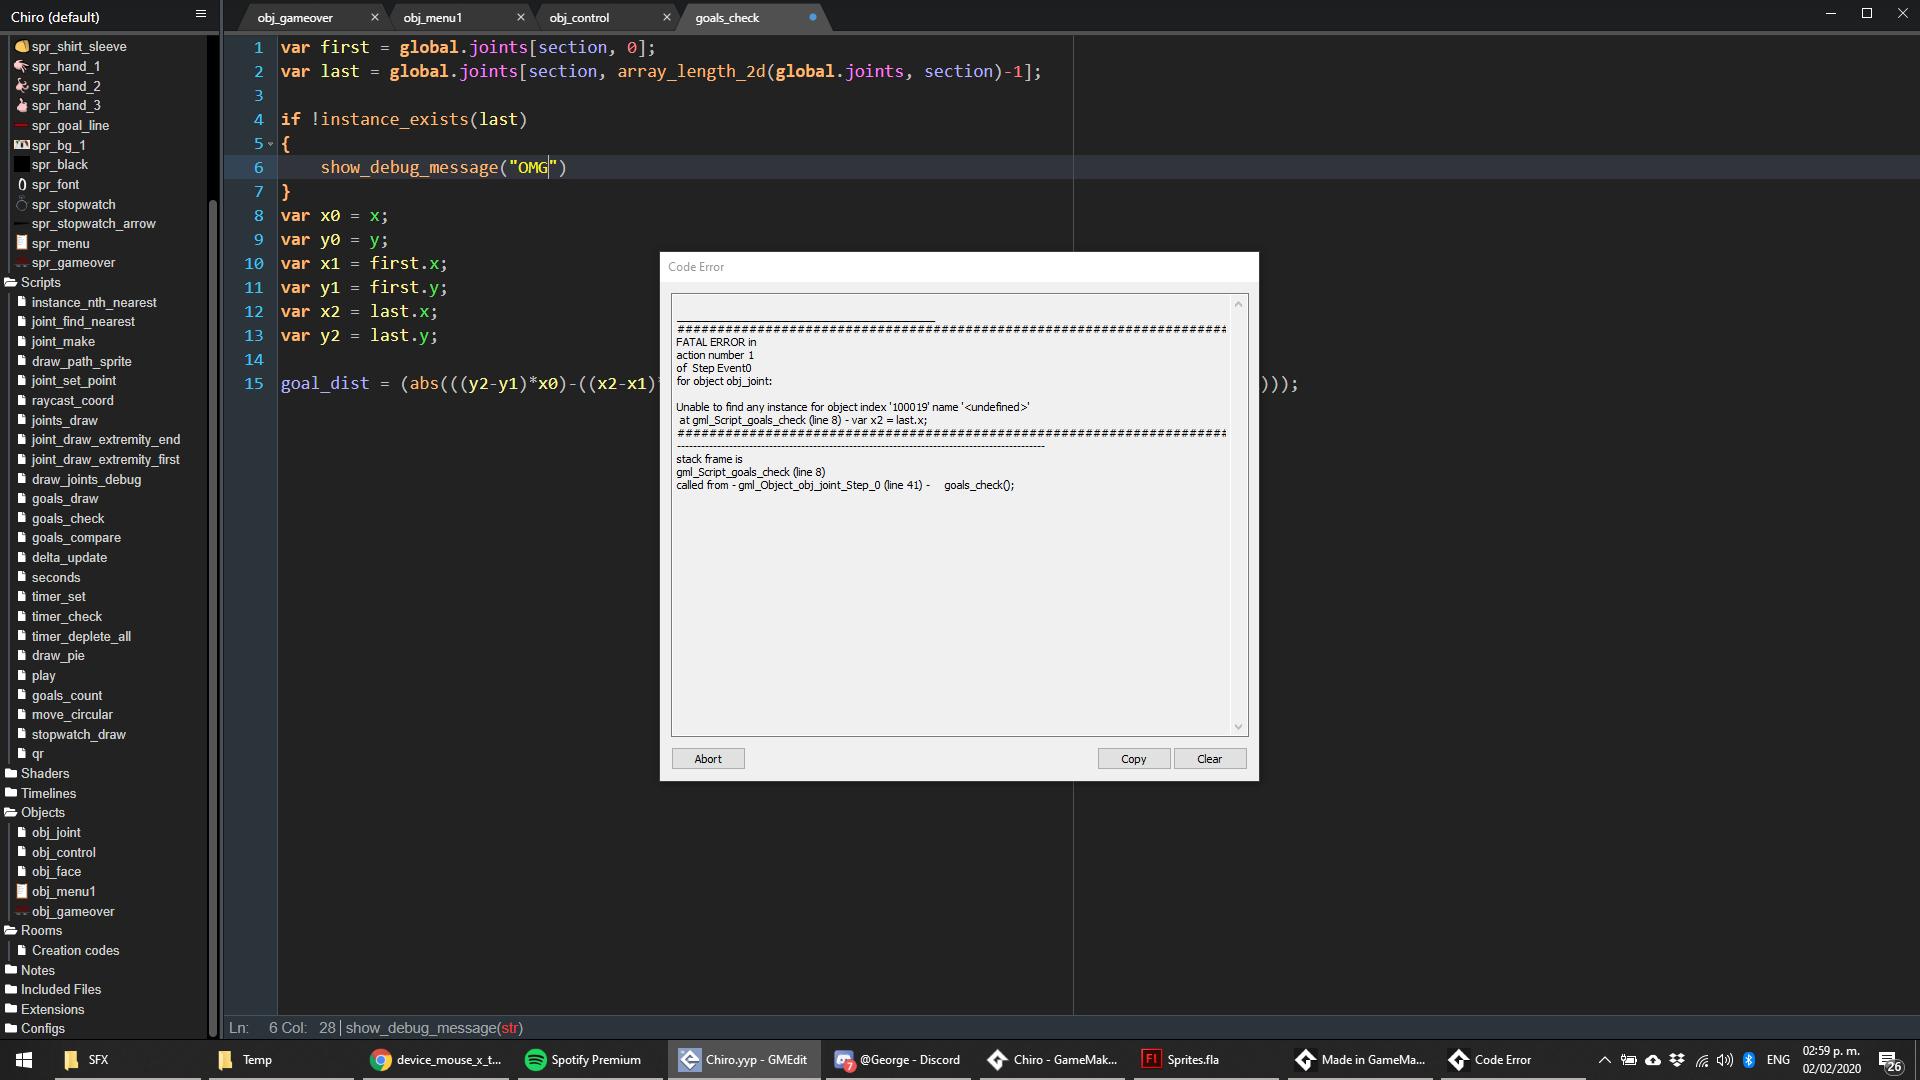 Chiro (default)
spr_shirt_sleeve
spr_hand_1
spr_hand_2
spr_hand_3
spr_goal_line
spr_bg_1
spr_black
spr_font
spr_stopwatch
spr_stopwatch_arrow
spr_menu
spr_gameover
Scripts
instance_nth_nearest
joint_find_nearest
joint_make
draw_path_sprite
joint_set_point
raycast_coord
joints_draw
joint_draw_extremity_end
joint_draw_extremity_first
draw_joints_debug
goals_draw
goals_check
goals_compare
delta_update
seconds
timer_set
timer_check
timer_deplete_all
draw_pie
play
goals_count
move_circular
stopwatch_draw
qr
Shaders
Timelines
Objects
obj_joint
obj_control
obj_face
obj_menu1
obj_gameover
Rooms
Creation codes
Notes
Included Files
Extensions
Configs
obj_gameover × obj_menu1 × obj_control × goals_check
1 var first = global.joints[section, 0];
2 var last = global.joints[section, array_length_2d(global.joints, section)-1];
3
4 if !instance_exists(last)
5 {
6 show_debug_message("OMG")
7 }
8 var x0 = x;
9 var y0 = y;
10 var x1 = first.x;
11 var y1 = first.y;
12 var x2 = last.x;
13 var y2 = last.y;
14
15 goal_dist = (abs(((y2-y1)*x0)-((x2-x1) )));
Code Error
FATAL ERROR in
action number 1
of Step Event0
for object obj_joint:
Unable to find any instance for object index '100019' name '<undefined>'
at gml_Script_goals_check (line 8) - var x2 = last.x;
stack frame is
gml_Script_goals_check (line 8)
called from - gml_Object_obj_joint_Step_0 (line 41) - goals_check();
Abort Copy Clear
Ln: 6 Col: 28 show_debug_message(str)
SFX
Temp
device_mouse_x_t...
Spotify Premium
Chiro.yyp - GMEdit
7
@George - Discord
Chiro - GameMak...
Fl
Sprites.fla
Made in GameMa...
Code Error
ENG
02:59 p. m.
02/02/2020
26